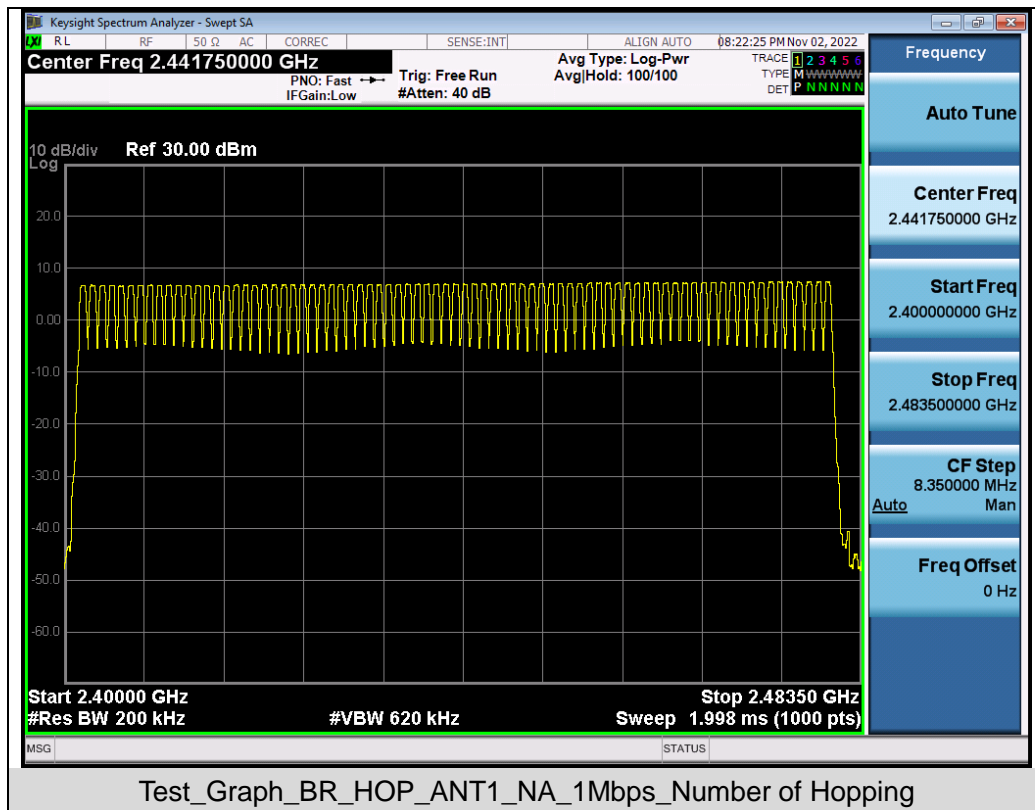 Keysight Spectrum Analyzer - Swept SA
LXI RL RF 50 Ω AC CORREC SENSE:INT ALIGN AUTO 08:22:25 PM Nov 02, 2022
Center Freq 2.441750000 GHz
PNO: Fast
IFGain:Low
Trig: Free Run
#Atten: 40 dB
Avg Type: Log-Pwr
Avg|Hold: 100/100
TRACE 1 2 3 4 5 6
TYPE M WWWWW
DET P N N N N N
Frequency
Auto Tune
Center Freq
2.441750000 GHz
Start Freq
2.400000000 GHz
Stop Freq
2.483500000 GHz
CF Step
8.350000 MHz
Auto Man
Freq Offset
0 Hz
10 dB/div Ref 30.00 dBm
Log
20.0
10.0
0.00
-10.0
-20.0
-30.0
-40.0
-50.0
-60.0
Start 2.40000 GHz Stop 2.48350 GHz
#Res BW 200 kHz #VBW 620 kHz Sweep 1.998 ms (1000 pts)
MSG STATUS
Test_Graph_BR_HOP_ANT1_NA_1Mbps_Number of Hopping